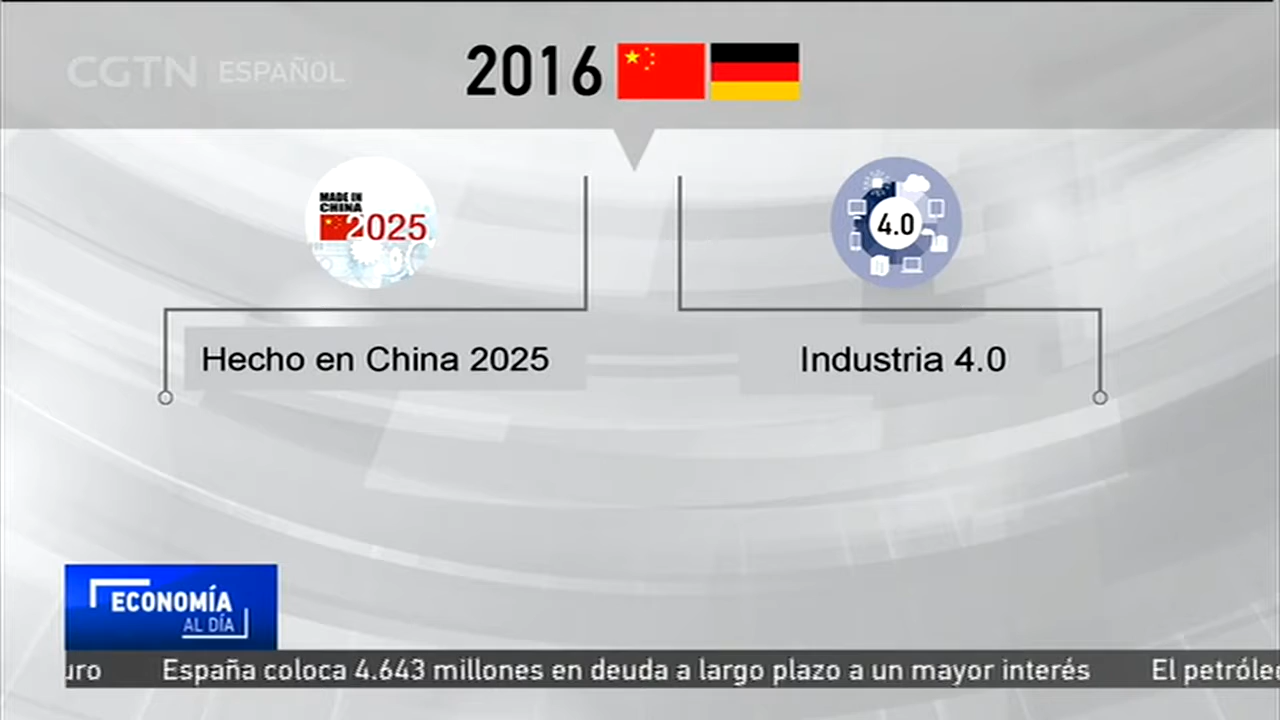 CGTN ESPAÑOL
2016
MADE IN
CHINA
2025
4.0
Hecho en China 2025
Industria 4.0
ECONOMÍA
AL DÍA
uro España coloca 4.643 millones en deuda a largo plazo a un mayor interés El petróle